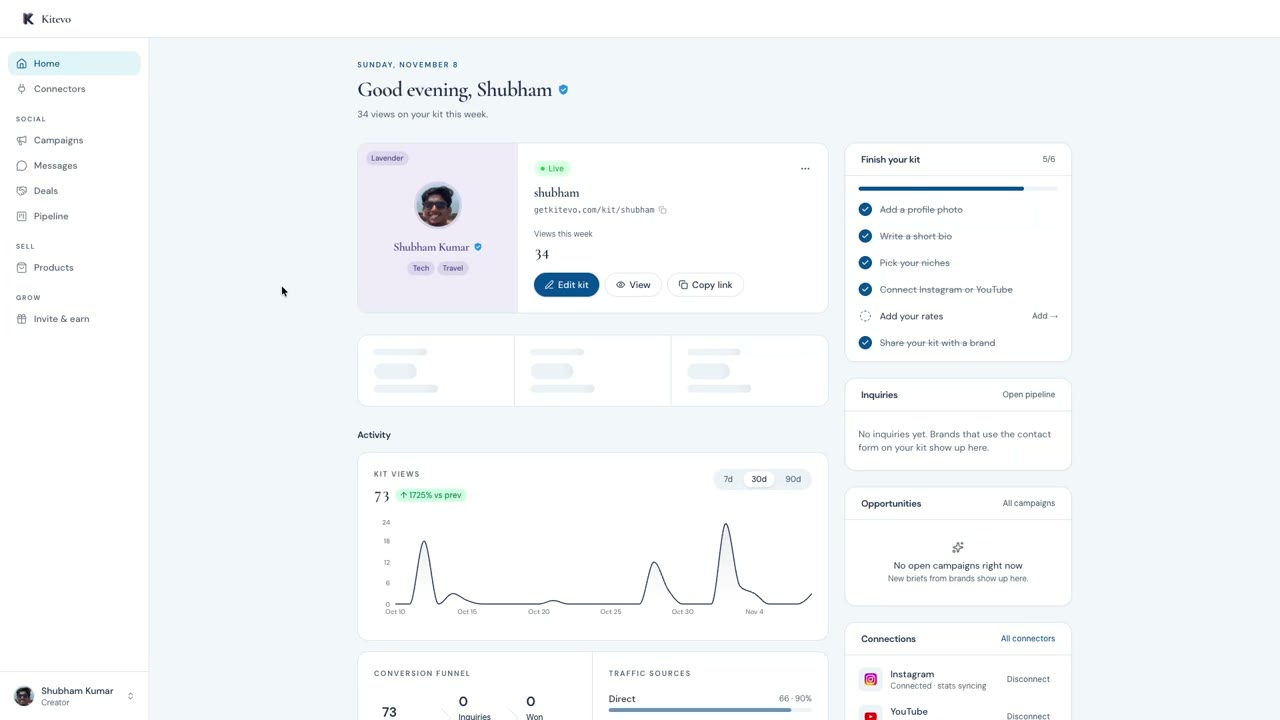 Kitevo
Home
Connectors
SOCIAL
Campaigns
Messages
Deals
Pipeline
SELL
Products
GROW
Invite & earn
Shubham Kumar
Creator
SUNDAY, NOVEMBER 8
Good evening, Shubham
34 views on your kit this week.
Lavender
Shubham Kumar
Tech Travel
Live
shubham
getkitevo.com/kit/shubham
Views this week
34
Edit kit View Copy link
Activity
KIT VIEWS
7d 30d 90d
73 ↑ 1725% vs prev
24
18
12
6
0
Oct 10 Oct 15 Oct 20 Oct 25 Oct 30 Nov 4
CONVERSION FUNNEL
73
0
Inquiries
0
Won
TRAFFIC SOURCES
Direct 66 · 90%
Finish your kit 5/6
Add a profile photo
Write a short bio
Pick your niches
Connect Instagram or YouTube
Add your rates Add →
Share your kit with a brand
Inquiries Open pipeline
No inquiries yet. Brands that use the contact
form on your kit show up here.
Opportunities All campaigns
No open campaigns right now
New briefs from brands show up here.
Connections All connectors
Instagram Disconnect
Connected · stats syncing
YouTube Disconnect